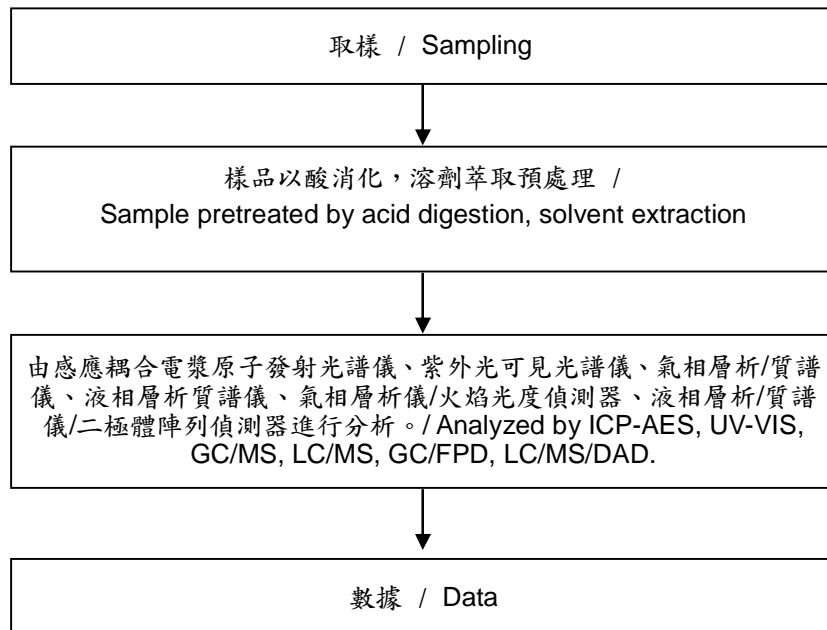 取樣 / Sampling
樣品以酸消化，溶劑萃取預處理 /
Sample pretreated by acid digestion, solvent extraction
由感應耦合電漿原子發射光譜儀、紫外光可見光譜儀、氣相層析/質譜
儀、液相層析質譜儀、氣相層析儀/火焰光度偵測器、液相層析/質譜
儀/二極體陣列偵測器進行分析。/ Analyzed by ICP-AES, UV-VIS,
GC/MS, LC/MS, GC/FPD, LC/MS/DAD.
數據 / Data